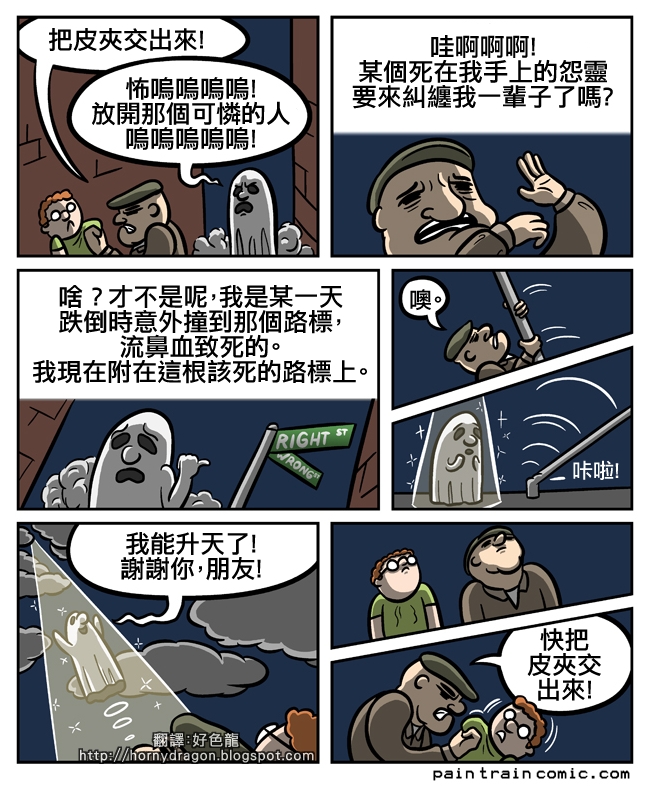 把皮夾交出來!
怖嗚嗚嗚嗚!
放開那個可憐的人
嗚嗚嗚嗚嗚!
哇啊啊啊!
某個死在我手上的怨靈
要來糾纏我一輩子了嗎?
啥?才不是呢,我是某一天
跌倒時意外撞到那個路標,
流鼻血致死的。
我現在附在這根該死的路標上。
RIGHT ST
WRONG ST
噢。
咔啦!
我能升天了!
謝謝你,朋友!
快把
皮夾交
出來!
翻譯:好色龍
http://hornydragon.blogspot.com
paintraincomic.com